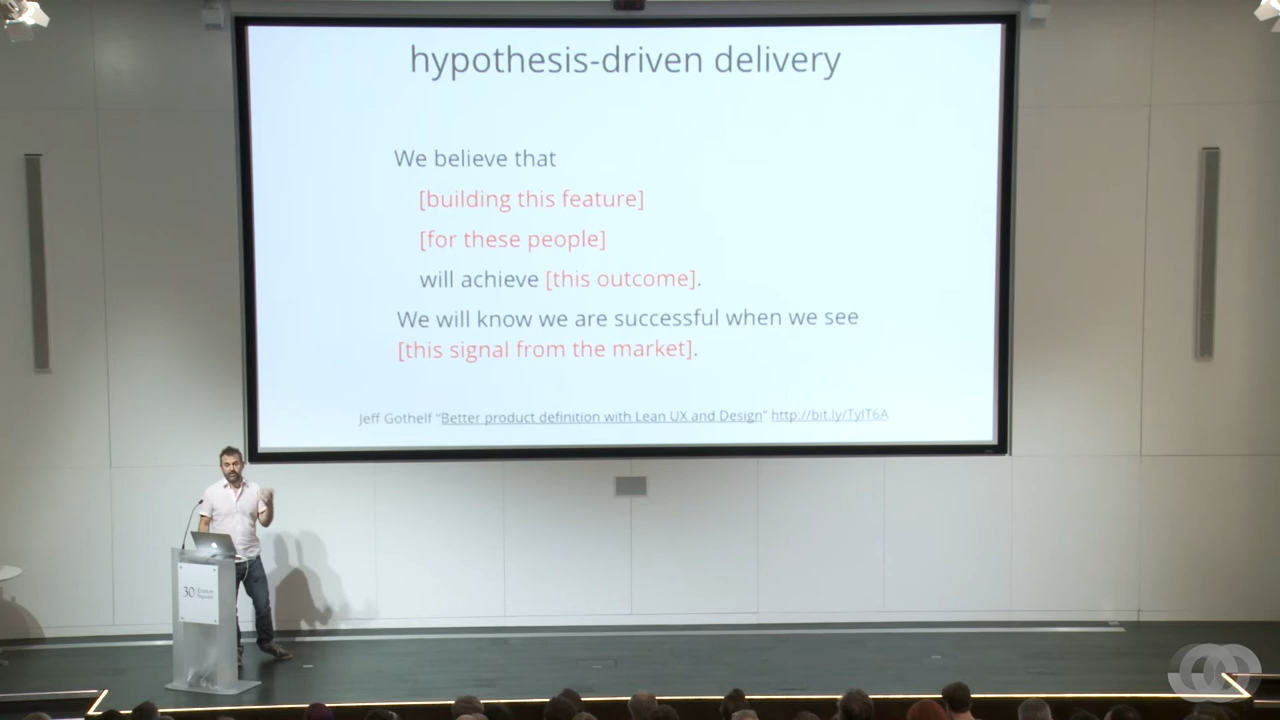 hypothesis-driven delivery
We believe that
[building this feature]
[for these people]
will achieve [this outcome].
We will know we are successful when we see
[this signal from the market].
Jeff Gothelf “Better product definition with Lean UX and Design” http://bit.ly/TylT6A
30